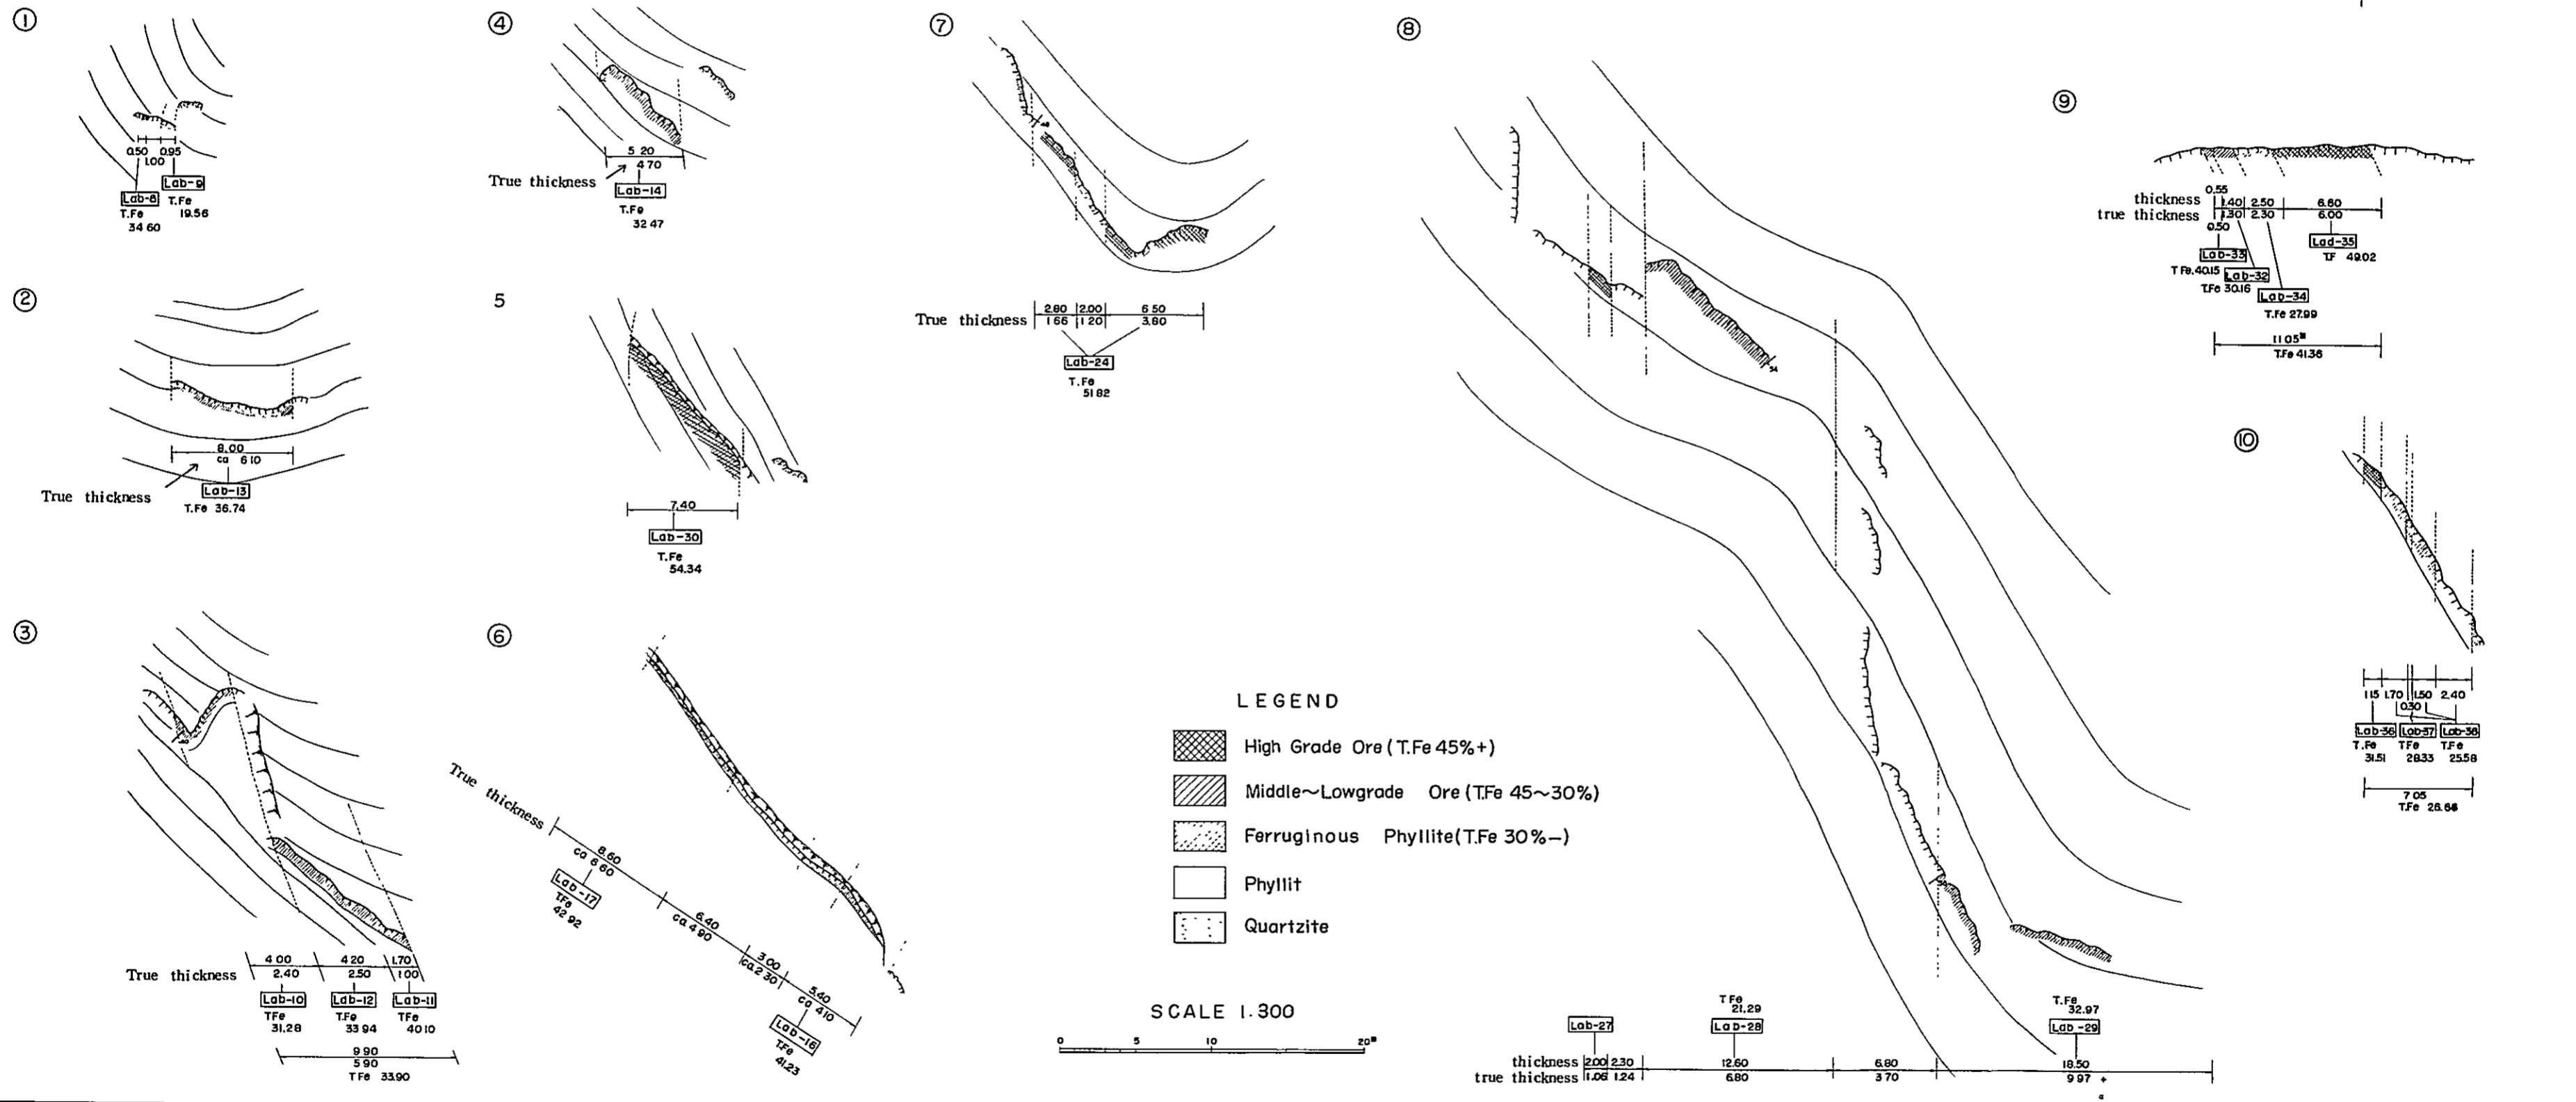 ①
0.50 0.95
1.00
Lab-9
Lab-8 T.Fe
T.Fe 19.56
34 60
②
8.00
ca 6 10
True thickness
Lab-13
T.Fe 36.74
③
4 00 4 20 1.70
True thickness 2.40 2.50 1 00
Lab-10 Lab-12 Lab-11
TFe T.Fe TFe
31.28 33 94 40 10
9 90
5 90
T Fe 33.90
④
5 20
4 70
True thickness
Lab-14
T.Fe
32 47
5
7.40
Lab-30
T.Fe
54.34
⑥
True thickness
8.60
ca 6 60
Lab-17
T.Fe
42 92
6.40
ca 4 90
3.00
ca.2 30
5.40
ca 4 10
Lab-16
T.Fe
41.23
⑦
2.80 2.00 6 50
True thickness 1 66 1 20 3.80
Lab-24
T.Fe
51 82
⑧
T Fe T.Fe
21.29 32.97
Lab-27 Lab-28 Lab-29
thickness 2.00 2.30 12.60 6.80 18.50
true thickness 1.06 1.24 6.80 3 70 9 97 +
⑨
0.55
thickness 1.40 2.50 6.60
true thickness 1.30 2.30 6.00
0.50
Lab-33 Lad-35
T Fe. 40.15 T.F 49.02
Lab-32
T.Fe 30.16
Lab-34
T.Fe 27.99
11 05m
T.Fe 41.36
⑩
1.15 1.70 1.50 2.40
0.30
Lab-36 Lab-37 Lab-38
T.Fe TFe T.Fe
31.51 28.33 25.58
7 05
T.Fe 26.66
LEGEND
High Grade Ore (T.Fe 45%+)
Middle~Lowgrade Ore (T.Fe 45~30%)
Ferruginous Phyllite (T.Fe 30%-)
Phyllit
Quartzite
SCALE 1.300
0 5 10 20m